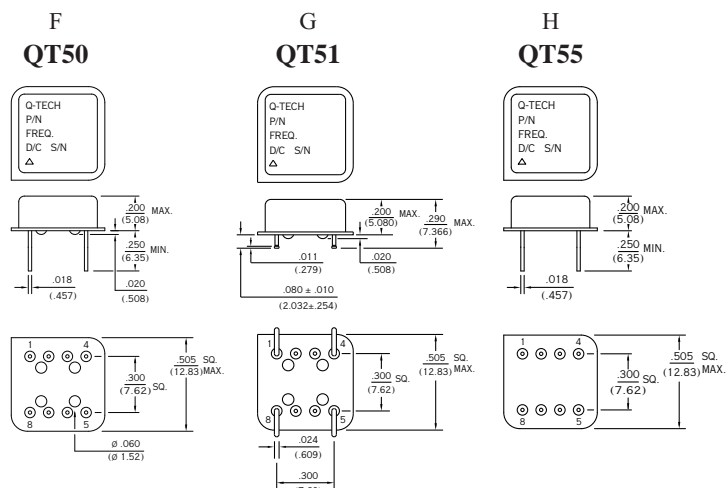 F
QT50
Q-TECH
P/N
FREQ.
D/C S/N
.200
(5.08)
MAX.
.250
(6.35)
MIN.
.018
(.457)
.020
(.508)
1
4
8
5
.300
(7.62)
SQ.
.505
(12.83)
SQ.
MAX.
ø .060
(ø 1.52)
G
QT51
Q-TECH
P/N
FREQ.
D/C S/N
.200
(5.080)
MAX.
.290
(7.366)
MAX.
.011
(.279)
.020
(.508)
.080 ± .010
(2.032±.254)
1
4
8
5
.300
(7.62)
SQ.
.505
(12.83)
SQ.
MAX.
.024
(.609)
.300
H
QT55
Q-TECH
P/N
FREQ.
D/C S/N
.200
(5.08)
MAX.
.250
(6.35)
MIN.
.018
(.457)
1
4
8
5
.300
(7.62)
SQ.
.505
(12.83)
SQ.
MAX.